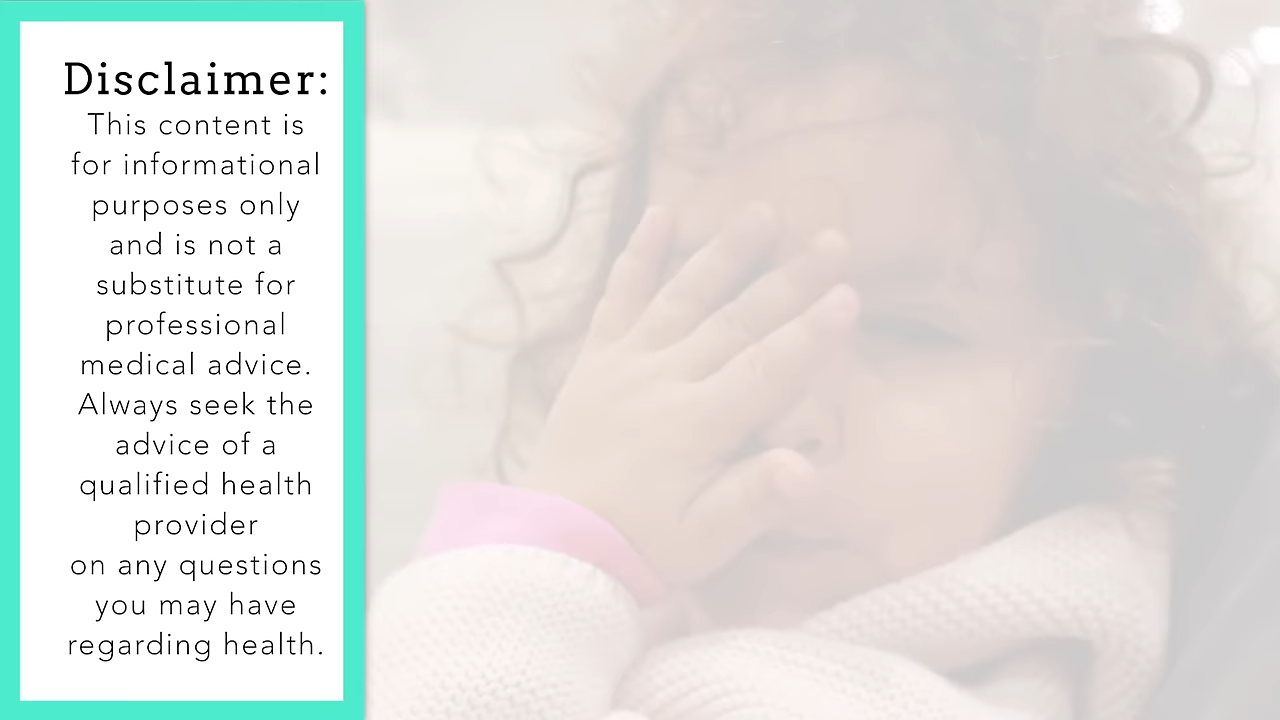 Disclaimer:
This content is
for informational
purposes only
and is not a
substitute for
professional
medical advice.
Always seek the
advice of a
qualified health
provider
on any questions
you may have
regarding health.